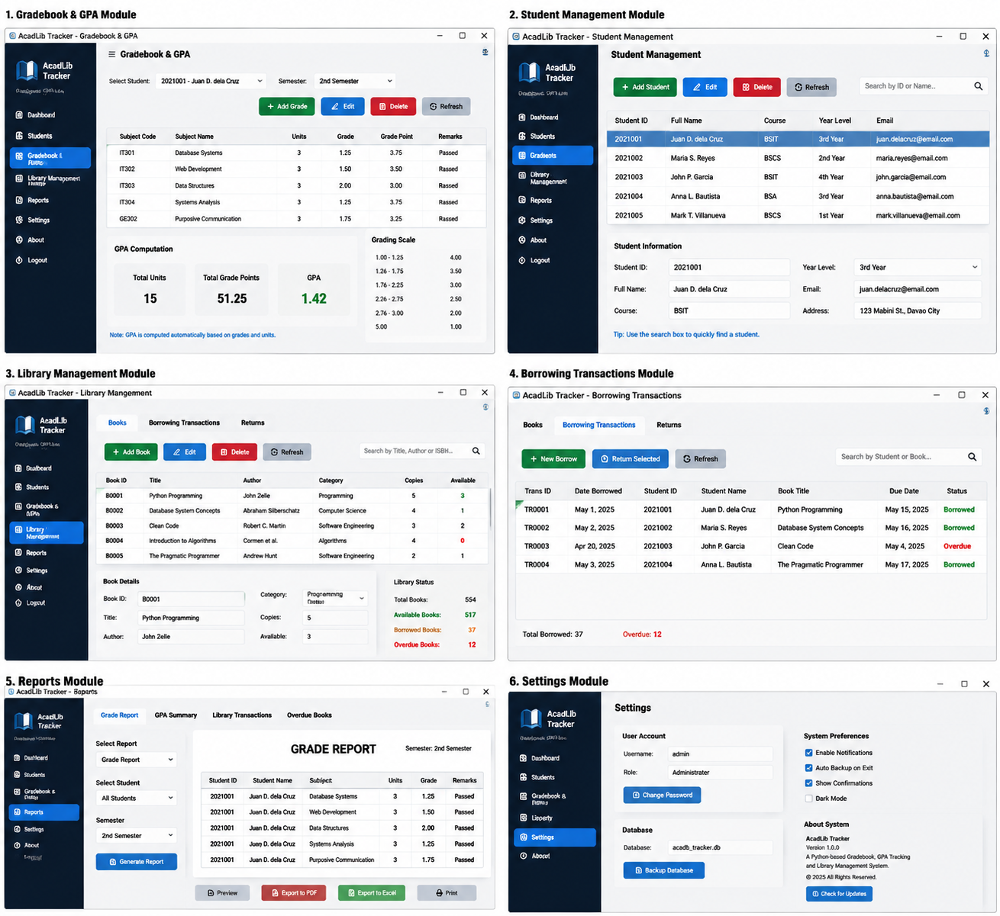 1. Gradebook & GPA Module
AcadLib Tracker - Gradebook & GPA
AcadLib
Tracker
Dashboard
Students
Gradebook &
Library Management
Reports
Settings
About
Logout
Gradebook & GPA
Select Student: 2021001 - Juan D. dela Cruz Semester: 2nd Semester
+ Add Grade Edit Delete Refresh
Subject Code Subject Name Units Grade Grade Point Remarks
IT301 Database Systems 3 1.25 3.75 Passed
IT302 Web Development 3 1.50 3.50 Rassed
IT303 Data Structures 3 2.00 3.00 Rassed
IT304 Systems Analysis 3 1.25 3.75 Rassed
GE302 Purposive Communication 3 1.75 3.25 Rassed
GPA Computation
Total Units Total Grade Points GPA
15 51.25 1.42
Note: GPA is computed automatically based on grades and units.
Grading Scale
1.00 - 1.25 4.00
1.26 - 1.75 3.50
1.76 - 2.25 3.00
2.26 - 2.75 2.50
2.76 - 3.00 2.00
5.00 1.00
2. Student Management Module
AcadLib Tracker - Student Management
Tracker
Dashboard
Students
Gradients
Management
Reports
Settings
About
Logout
Student Management
+ Add Student Edit Delete Refresh Search by ID or Name..
Student ID Full Name Course Year Level Email
2021001 Juan D. dela Cruz BSIT 3rd Year juan.delacruz@email.com
2021002 Maria S. Reyes BSCS 2nd Year maria.reyes@email.com
2021003 John P. Garcia BSIT 4th Year john.garcia@email.com
2021004 Anna L. Bautista BSA 3rd Year anna.bautista@email.com
2021005 Mark T. Villanueva BSCS 1st Year mark.villanueva@email.com
Student Information
Student ID: 2021001 Year Level: 3rd Year
Full Name: Juan D. dela Cruz Email: juan.delacruz@email.com
Course: BSIT Address: 123 Mabini St., Davao City
Tip: Use the search box to quickly find a student.
3. Library Management Module
AcadLib Tracker - Library Mangement
AcadLib
Tracker
Students
Gradebook &
Library
Reports
Settings
About
Logout
Books Borrowing Transactions Returns
+ Add Book Edit Delete Refresh Search by Title, Author or ISBH..
Book ID Title Author Category Copies Available
B0001 Python Programming John Zelle Programming 5 3
B0002 Database System Concepts Abraham Silberschatz Computer Science 4 1
B0003 Clean Code Robert C. Martin Software Engineering 3 2
B0004 Introduction to Algorithms Cormen et al. Algorithms 4 0
B0005 The Pragmatic Programmer Andrew Hunt Software Engineering 2 1
Book Details
Book ID: B0001 Category: Programming
Title: Python Programming Copies: 5
Author: John Zelle Available: 3
Library Status
Total Books: 554
Available Books: 517
Borrowed Books: 37
Overdue Books: 12
4. Borrowing Transactions Module
AcadLib Tracker - Borrowing Transactions
Books Borrowing Transactions Returns
+ New Borrow Return Selected Refresh Search by Student or Book...
Trans ID Date Borrowed Student ID Student Name Book Title Due Date Status
TR0001 May 1, 2025 2021001 Juan D. dela Cruz Python Programming May 15, 2025 Borrowed
TR0002 May 2, 2025 2021002 Maria S. Reyes Database System Concepts May 16, 2025 Borrowed
TR0003 Apr 20, 2025 2021003 John P. Garcia Clean Code May 4, 2025 Overdue
TR0004 May 3, 2025 2021004 Anna L. Bautista The Pragmatic Programmer May 17, 2025 Borrowed
Total Borrowed: 37 Overdue: 12
5. Reports Module
AcadLib Tracker - Reports
Tracker
Dashboard
Students
Gradebook &
Reports
Settings
About
Grade Report GPA Summary Library Transactions Overdue Books
Select Report
Grade Report
Select Student
All Students
Semester
2nd Semester
Generate Report
GRADE REPORT Semester: 2nd Semester
Student ID Student Name Subject Units Grade Remarks
2021001 Juan D. dela Cruz Database Systems 3 1.25 Passed
2021001 Juan D. dela Cruz Web Development 3 1.50 Passed
2021001 Juan D. dela Cruz Data Structures 3 2.00 Passed
2021001 Juan D. dela Cruz Systems Analysis 3 1.25 Passed
2021001 Juan D. dela Cruz Purposive Communication 3 1.75 Passed
Preview Export to PDF Export to Excel Print
6. Settings Module
AcadLib
Tracker
Dashboard
Students
Gradebook &
Settings
About
Settings
User Account
Username: admin
Role: Administrater
Change Password
Database
Database: acadb_tracker.db
Backup Database
System Preferences
Enable Notifications
Auto Backup on Exit
Show Confirmations
Dark Mode
About System
AcadLib Tracker
Version 1.0.0
A Python-based Gradebook, GPA Tracking
and Library Management System.
© 2025 All Rights Reserved.
Check for Updates